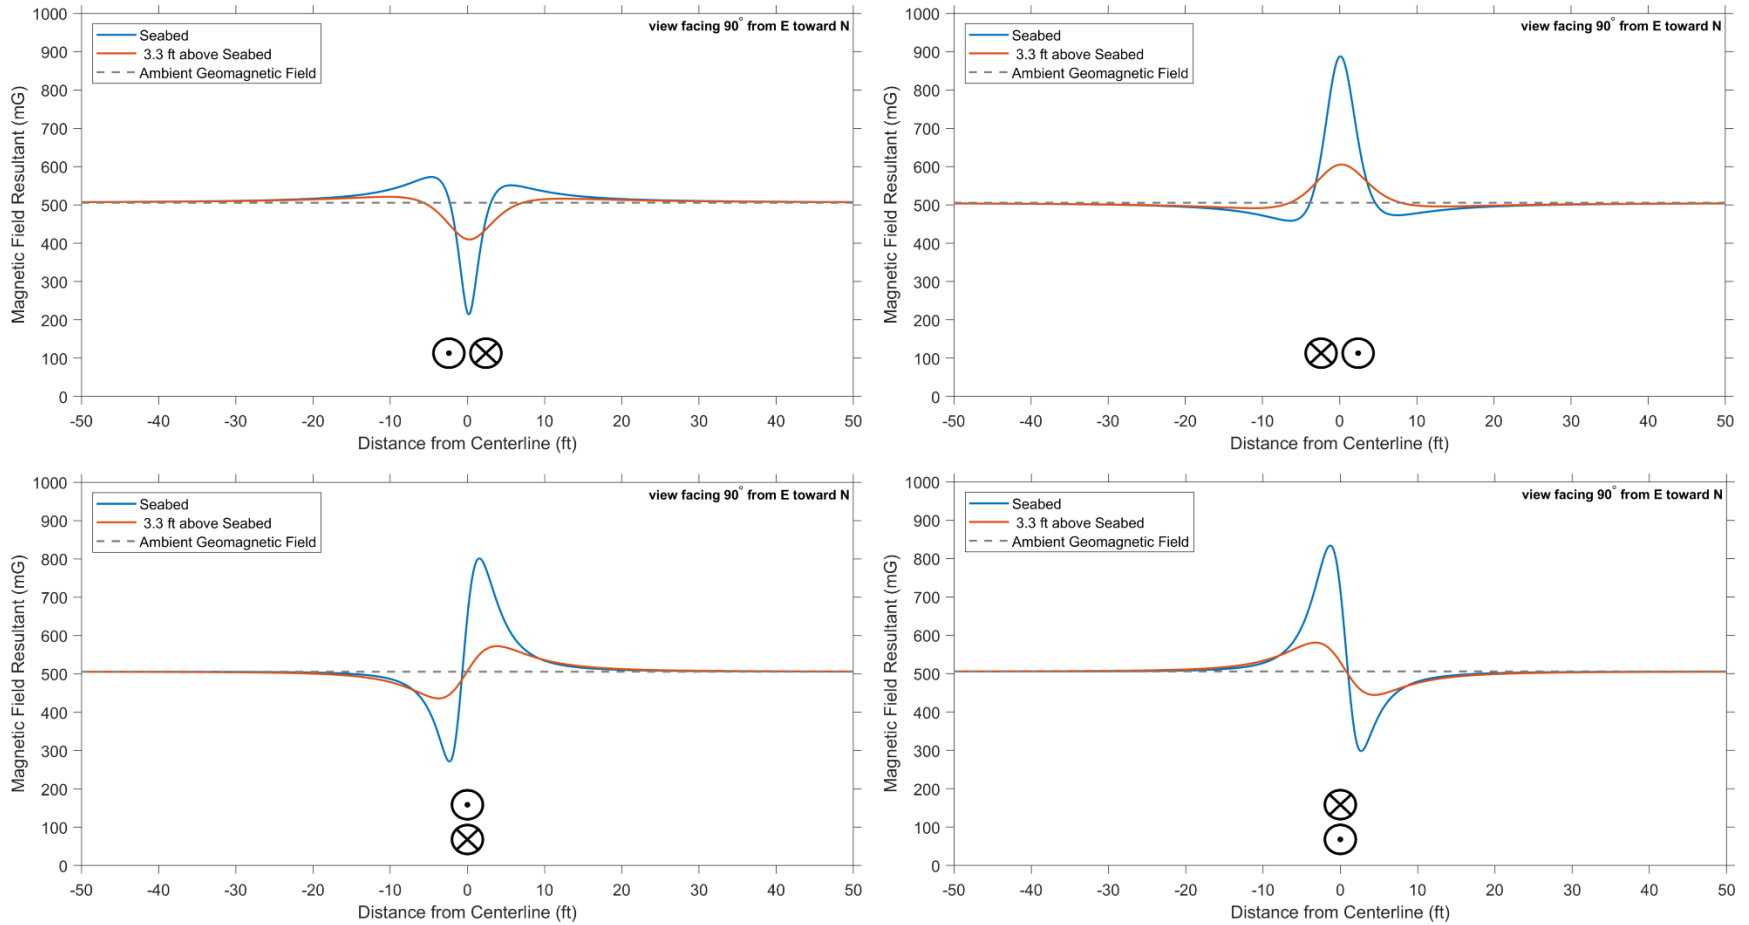 view facing 90° from E toward N
Seabed
3.3 ft above Seabed
Ambient Geomagnetic Field
Magnetic Field Resultant (mG)
1000
900
800
700
600
500
400
300
200
100
0
-50 -40 -30 -20 -10 0 10 20 30 40 50
Distance from Centerline (ft)
view facing 90° from E toward N
Seabed
3.3 ft above Seabed
Ambient Geomagnetic Field
Magnetic Field Resultant (mG)
1000
900
800
700
600
500
400
300
200
100
0
-50 -40 -30 -20 -10 0 10 20 30 40 50
Distance from Centerline (ft)
view facing 90° from E toward N
Seabed
3.3 ft above Seabed
Ambient Geomagnetic Field
Magnetic Field Resultant (mG)
1000
900
800
700
600
500
400
300
200
100
0
-50 -40 -30 -20 -10 0 10 20 30 40 50
Distance from Centerline (ft)
view facing 90° from E toward N
Seabed
3.3 ft above Seabed
Ambient Geomagnetic Field
Magnetic Field Resultant (mG)
1000
900
800
700
600
500
400
300
200
100
0
-50 -40 -30 -20 -10 0 10 20 30 40 50
Distance from Centerline (ft)